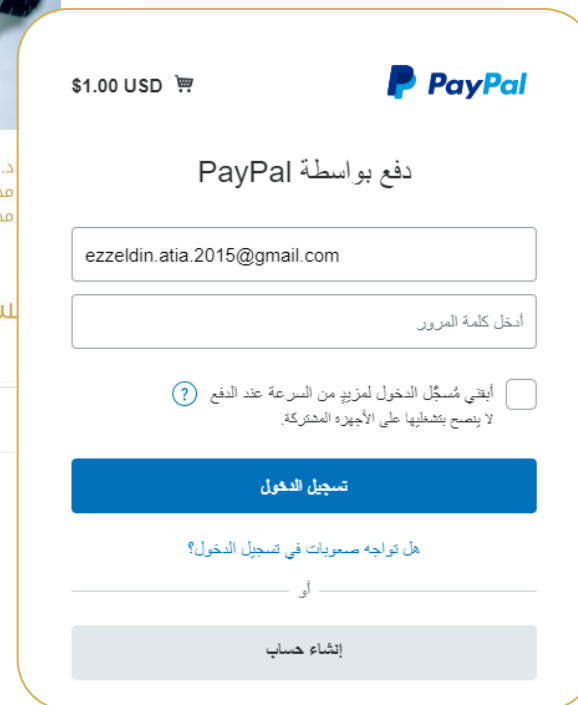 $1.00 USD
PayPal
دفع بواسطة PayPal
ezzeldin.atia.2015@gmail.com
أدخل كلمة المرور
أبقني مُسجَّل الدخول لمزيدٍ من السرعة عند الدفع ?
لا ينصح بتشغليها على الأجهزة المشتركة.
تسجيل الدخول
هل تواجه صعوبات في تسجيل الدخول؟
أو
إنشاء حساب
د.